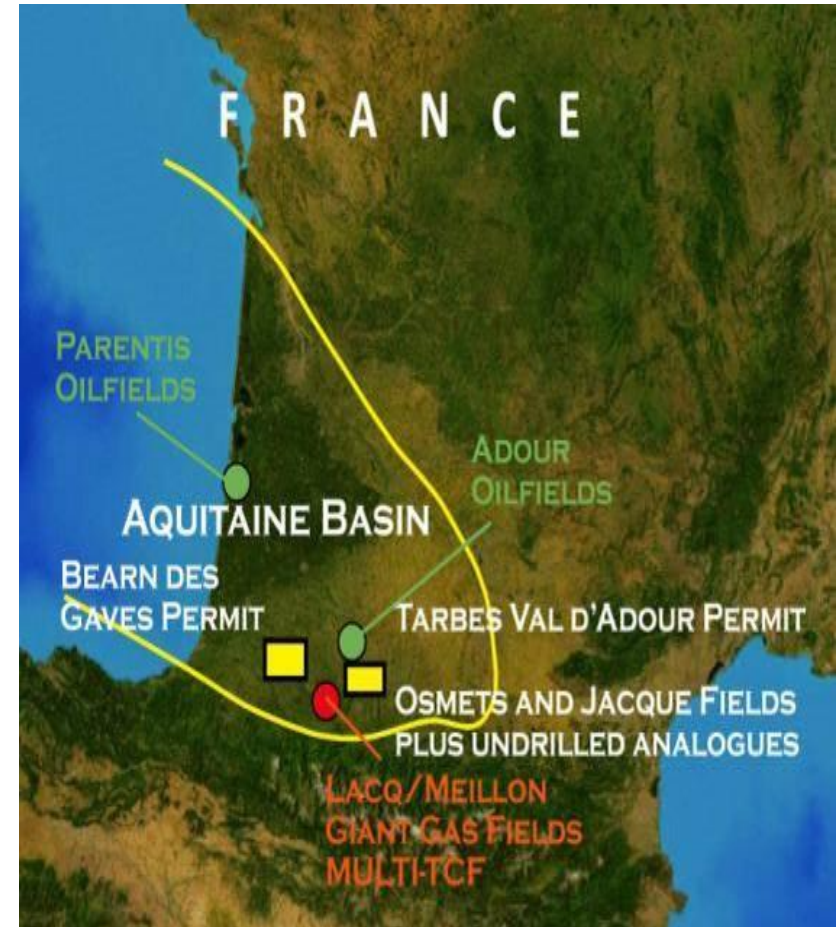 FRANCE
PARENTIS
OILFIELDS
ADOUR
OILFIELDS
AQUITAINE BASIN
BEARN DES
GAVES PERMIT
TARBES VAL D'ADOUR PERMIT
OSMETS AND JACQUE FIELDS
PLUS UNDRILLED ANALOGUES
LACQ/MEILLON
GIANT GAS FIELDS
MULTI-TCF